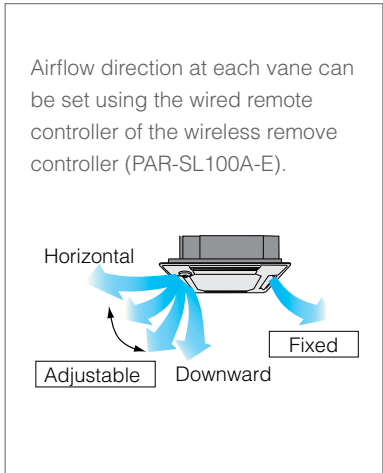 Airflow direction at each vane can
be set using the wired remote
controller of the wireless remove
controller (PAR-SL100A-E).
Horizontal
Fixed
Adjustable
Downward